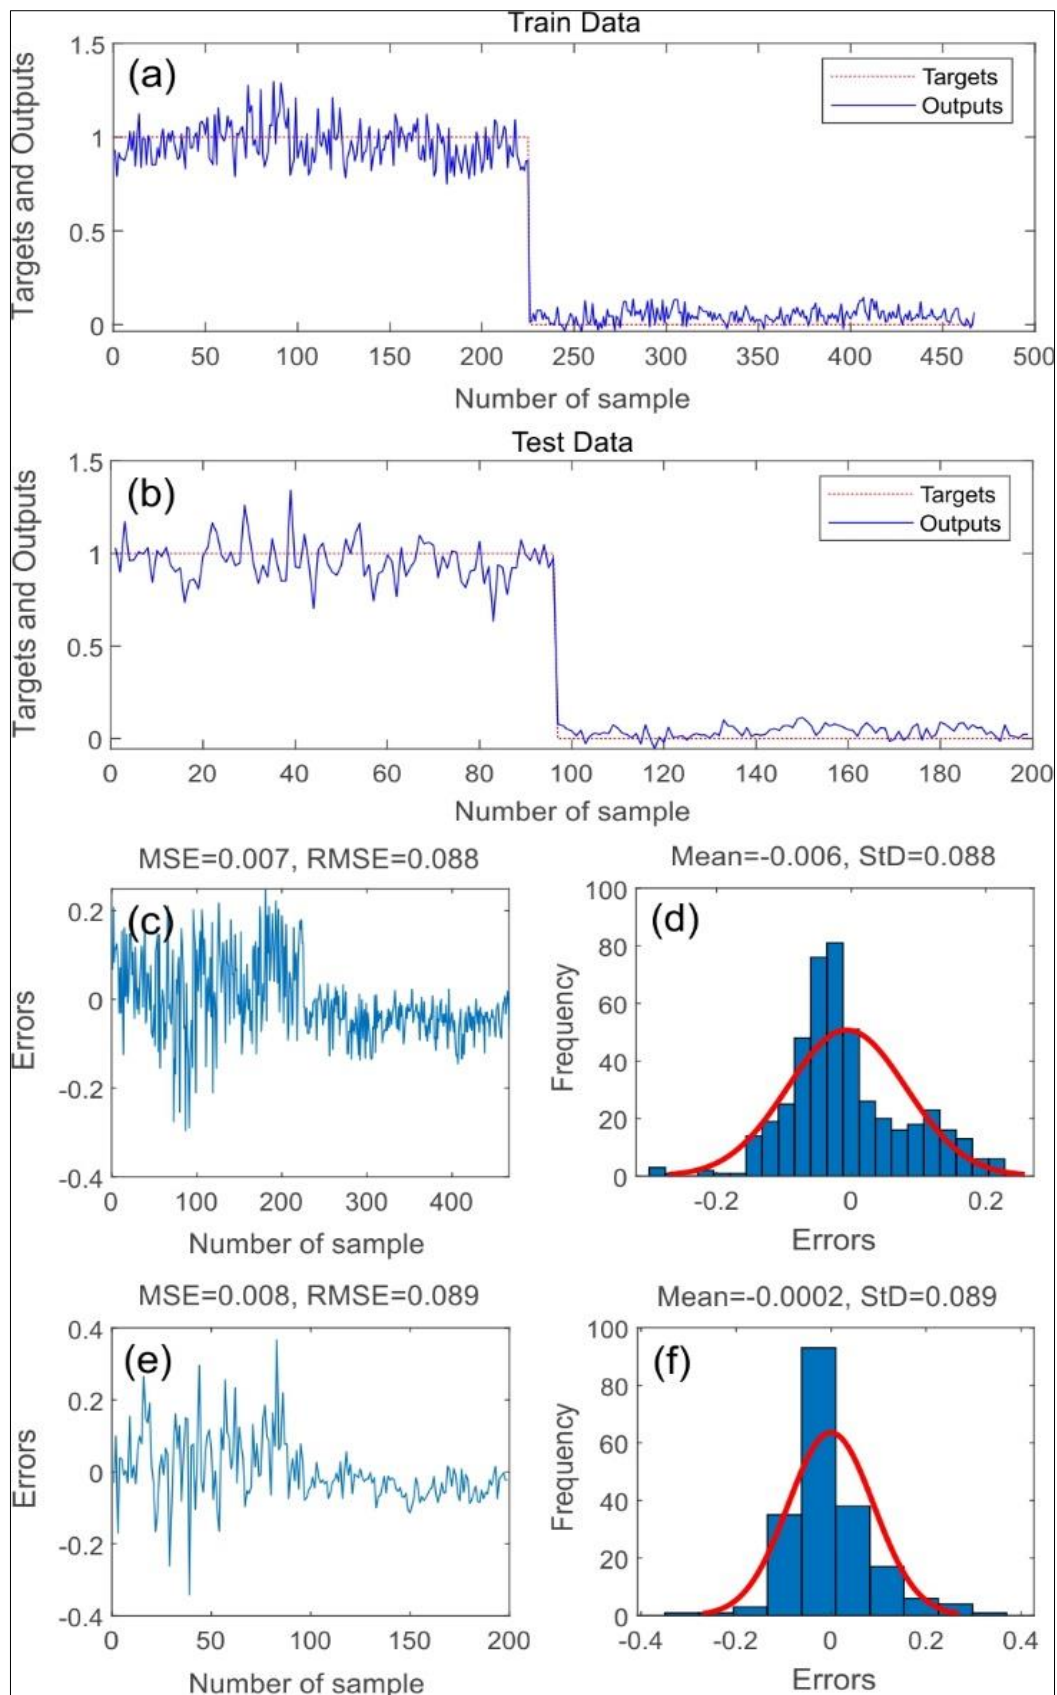 Train Data
(a)
Targets
Outputs
Targets and Outputs
1.5
1
0.5
0
0 50 100 150 200 250 300 350 400 450 500
Number of sample
Test Data
(b)
Targets
Outputs
Targets and Outputs
1.5
1
0.5
0
0 20 40 60 80 100 120 140 160 180 200
Number of sample
MSE=0.007, RMSE=0.088
(c)
Errors
0.2
0
-0.2
-0.4
0 100 200 300 400
Number of sample
Mean=-0.006, StD=0.088
(d)
Frequency
100
80
60
40
20
0
-0.2 0 0.2
Errors
MSE=0.008, RMSE=0.089
(e)
Errors
0.4
0.2
0
-0.2
-0.4
0 50 100 150 200
Number of sample
Mean=-0.0002, StD=0.089
(f)
Frequency
100
80
60
40
20
0
-0.4 -0.2 0 0.2 0.4
Errors